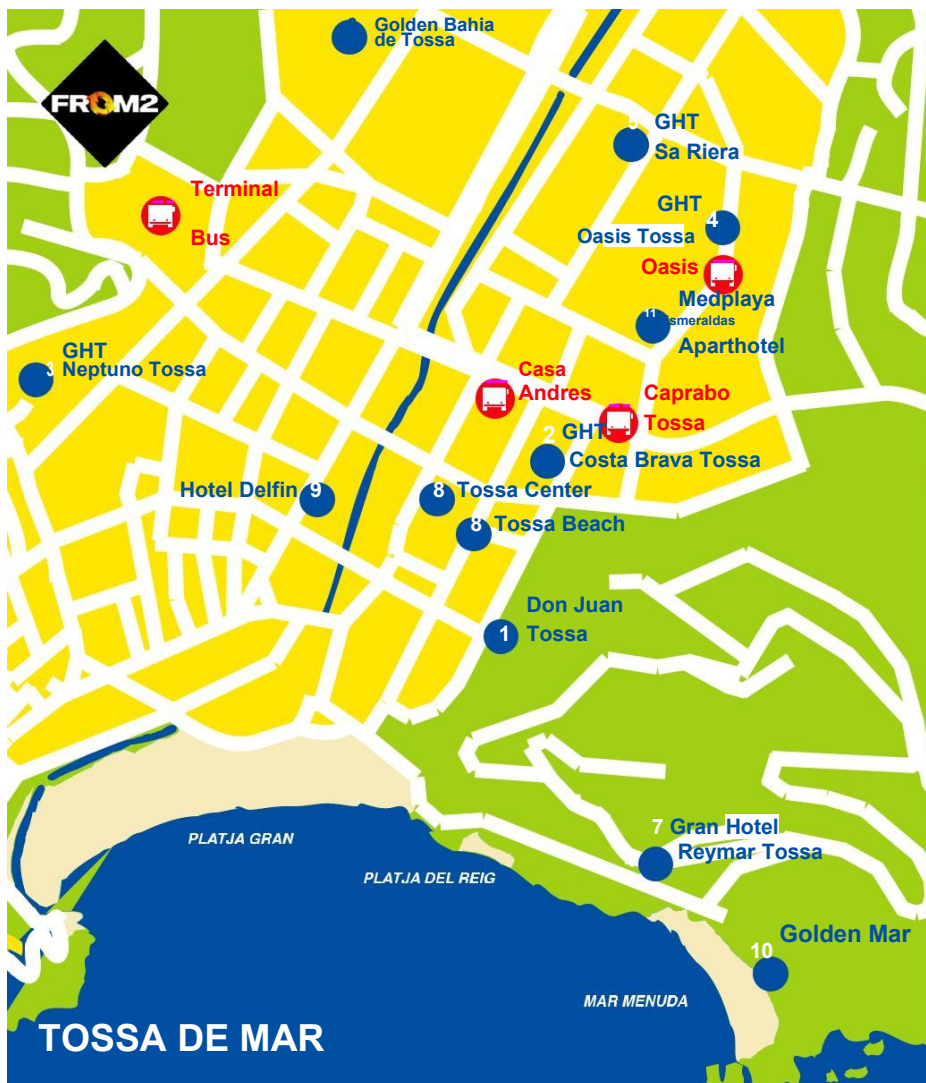 Golden Bahia
de Tossa
FROM2
5 GHT
Sa Riera
Terminal
Bus
GHT
4
Oasis Tossa
Oasis
Medplaya
11 smeraldas
Aparthotel
GHT
3 Neptuno Tossa
Casa
Andres
Caprabo
Tossa
2 GHT
Costa Brava Tossa
Hotel Delfin 9
8 Tossa Center
8 Tossa Beach
Don Juan
1 Tossa
PLATJA GRAN
PLATJA DEL REIG
7 Gran Hotel
Reymar Tossa
Golden Mar
10
MAR MENUDA
TOSSA DE MAR